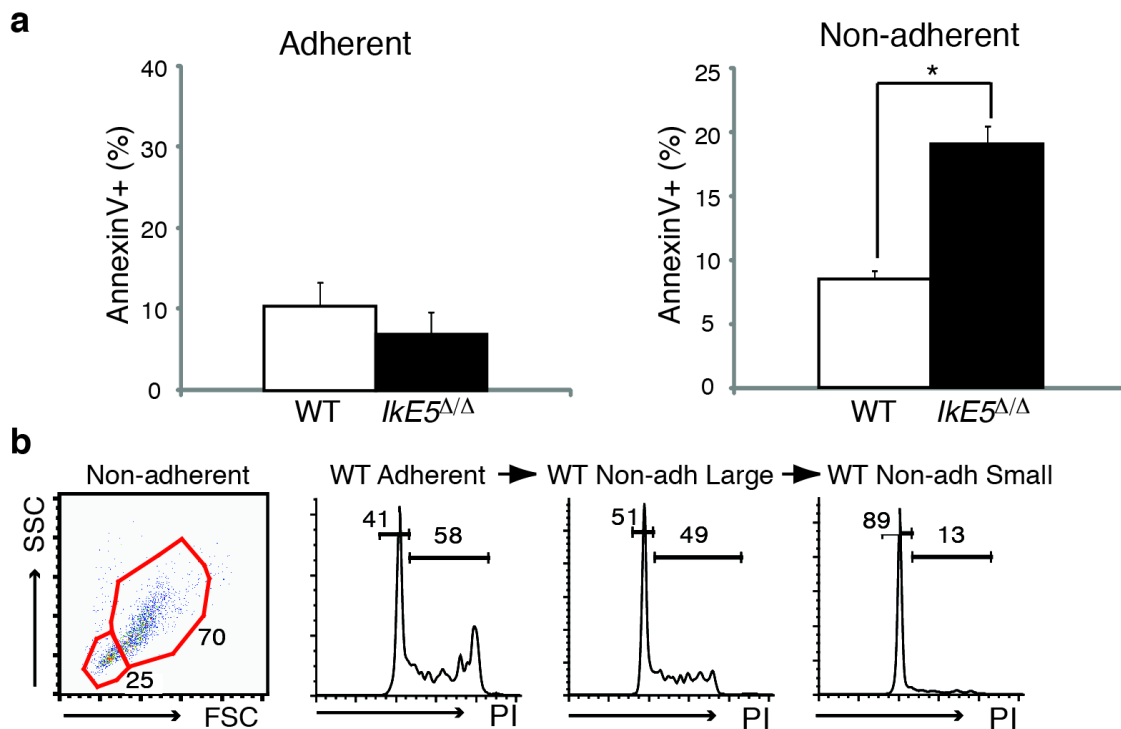 a
Adherent
AnnexinV+ (%)
40
30
20
10
0
WT IkE5Δ/Δ
Non-adherent
AnnexinV+ (%)
25
20
15
10
5
0
*
WT IkE5Δ/Δ
b
Non-adherent
SSC
70
25
FSC
WT Adherent
41
58
PI
WT Non-adh Large
51
49
PI
WT Non-adh Small
89
13
PI